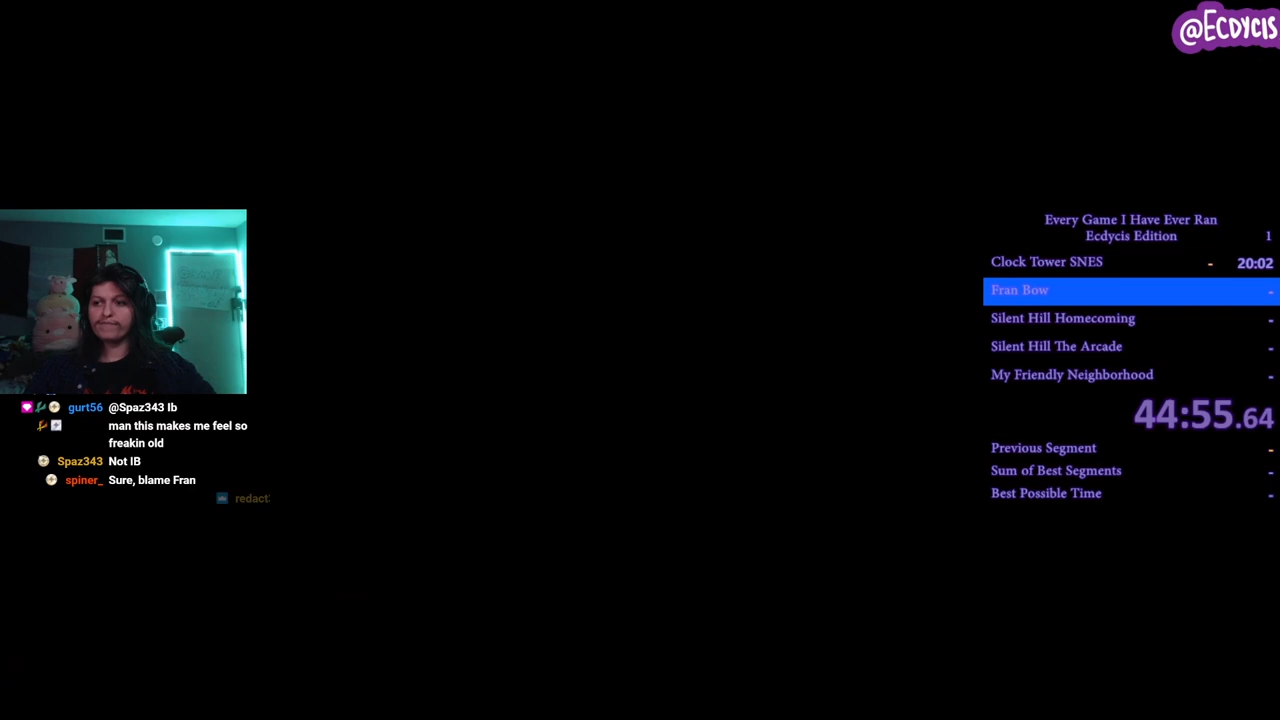 @ECDYCIS
Every Game I Have Ever Ran
Ecdycis Edition 1
Clock Tower SNES - 20:02
Fran Bow -
Silent Hill Homecoming -
Silent Hill The Arcade -
My Friendly Neighborhood -
44:55.64
Previous Segment -
Sum of Best Segments -
Best Possible Time -
gurt56 @Spaz343 Ib
man this makes me feel so
freakin old
Spaz343 Not IB
spiner_ Sure, blame Fran
redact